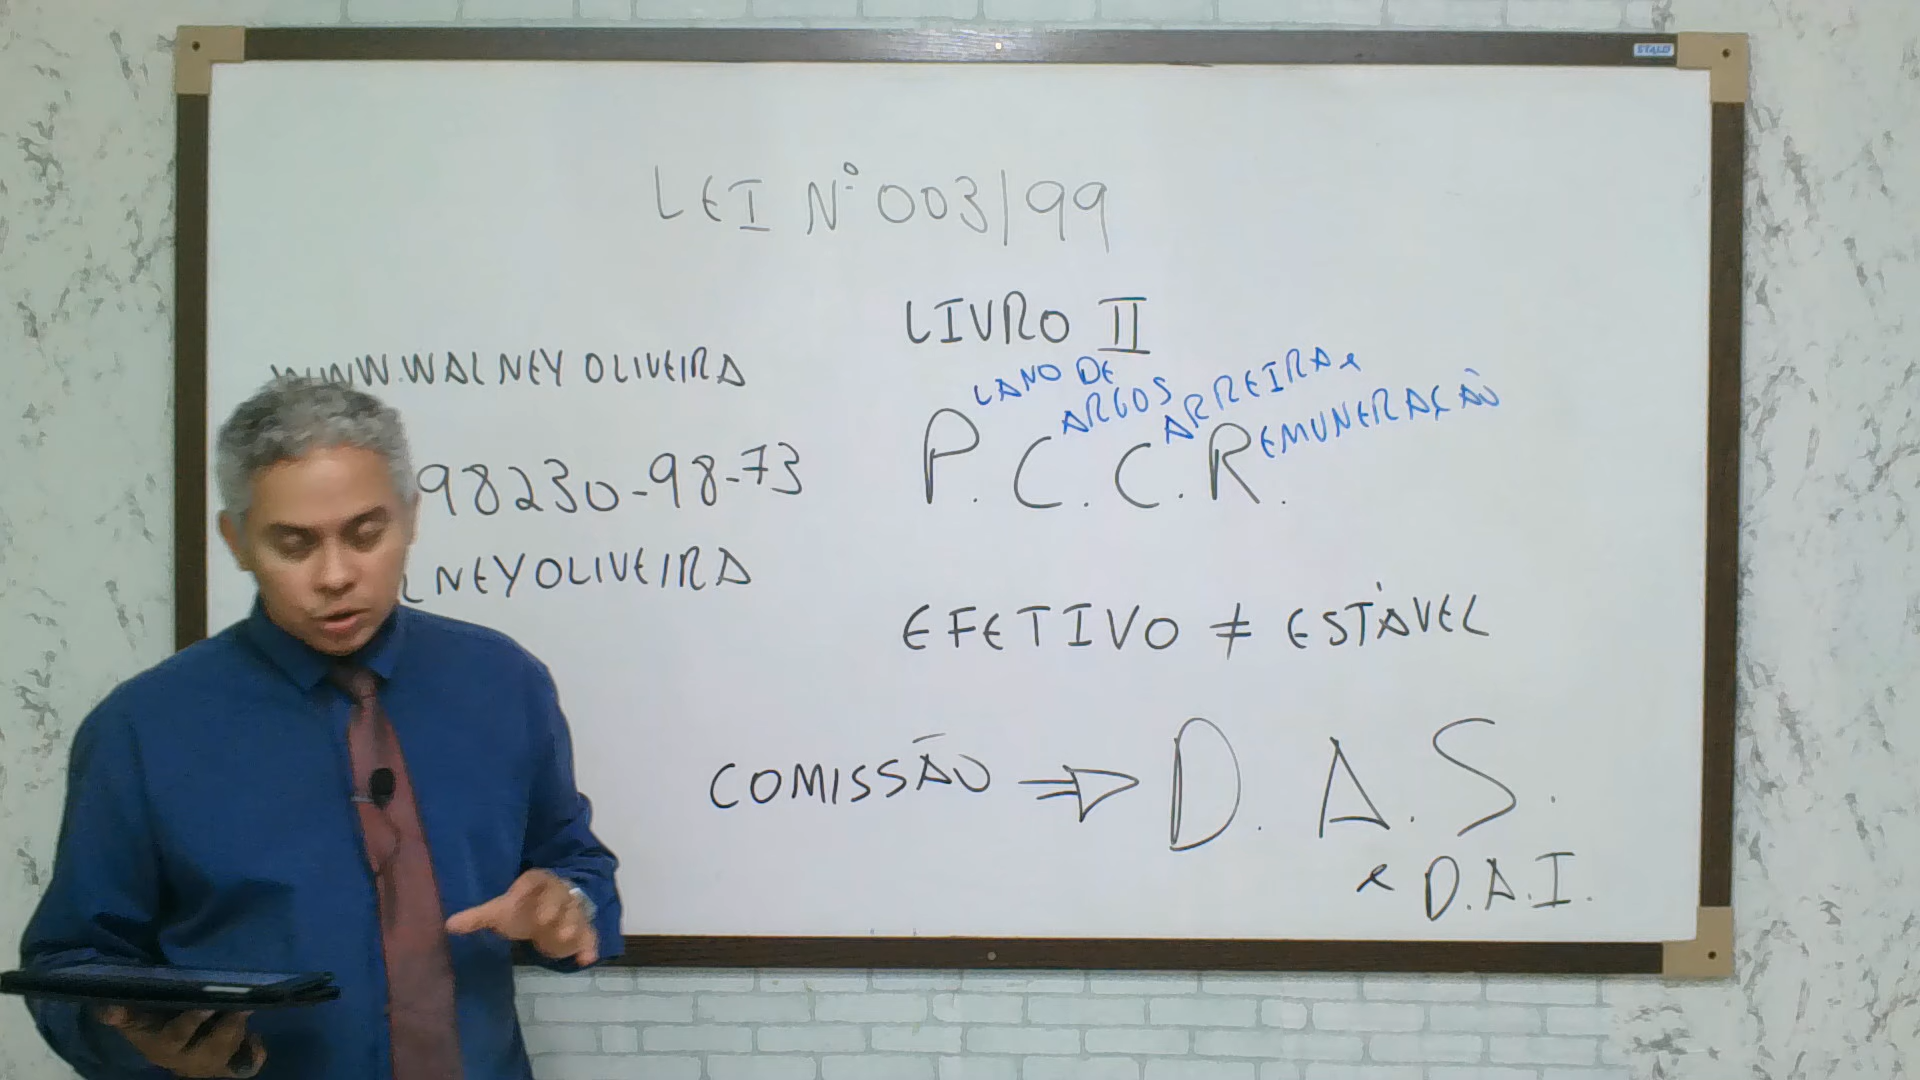 STALO
LEI Nº 003/99
WWW.WALNEYOLIVEIRA
98230-98-73
LNEYOLIVEIRA
LIVRO II
LANO DE ARGOS ARREIRA e EMUNERAÇÃO
P. C. C. R.
EFETIVO ≠ ESTÁVEL
COMISSÃO ⇒ D. A. S.
e D.A.I.